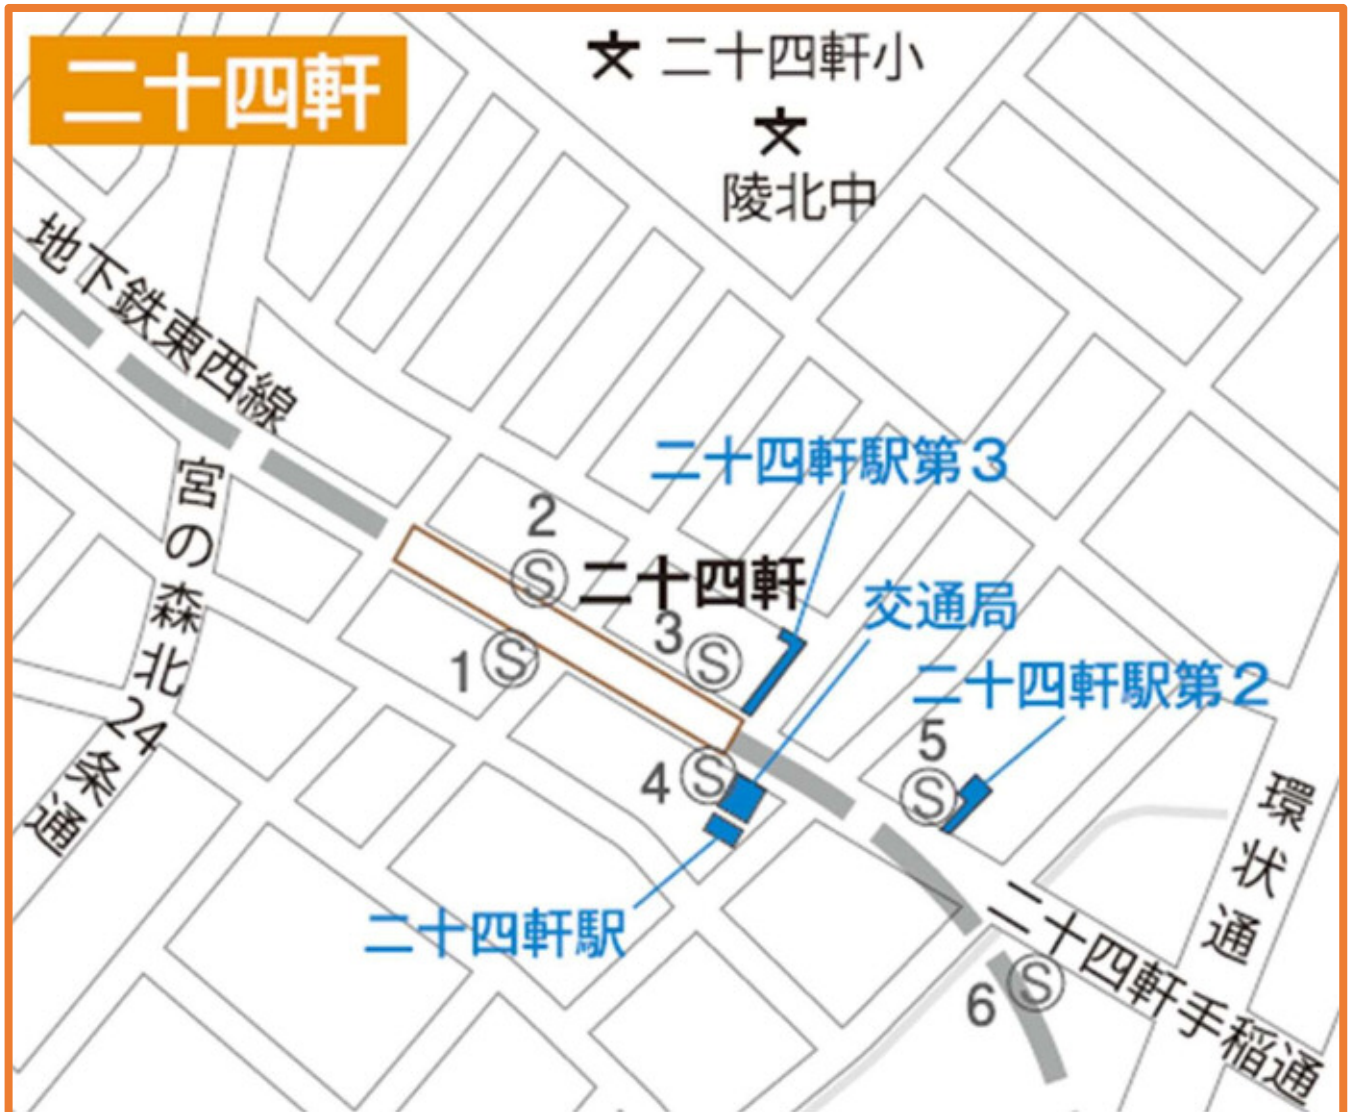 二十四軒
二十四軒小
陵北中
地下鉄東西線
二十四軒駅第3
宮の森北24条通
2
S
二十四軒
3
S
交通局
1
S
二十四軒駅第2
5
S
4
S
環状通
二十四軒駅
二十四軒手稲通
6
S